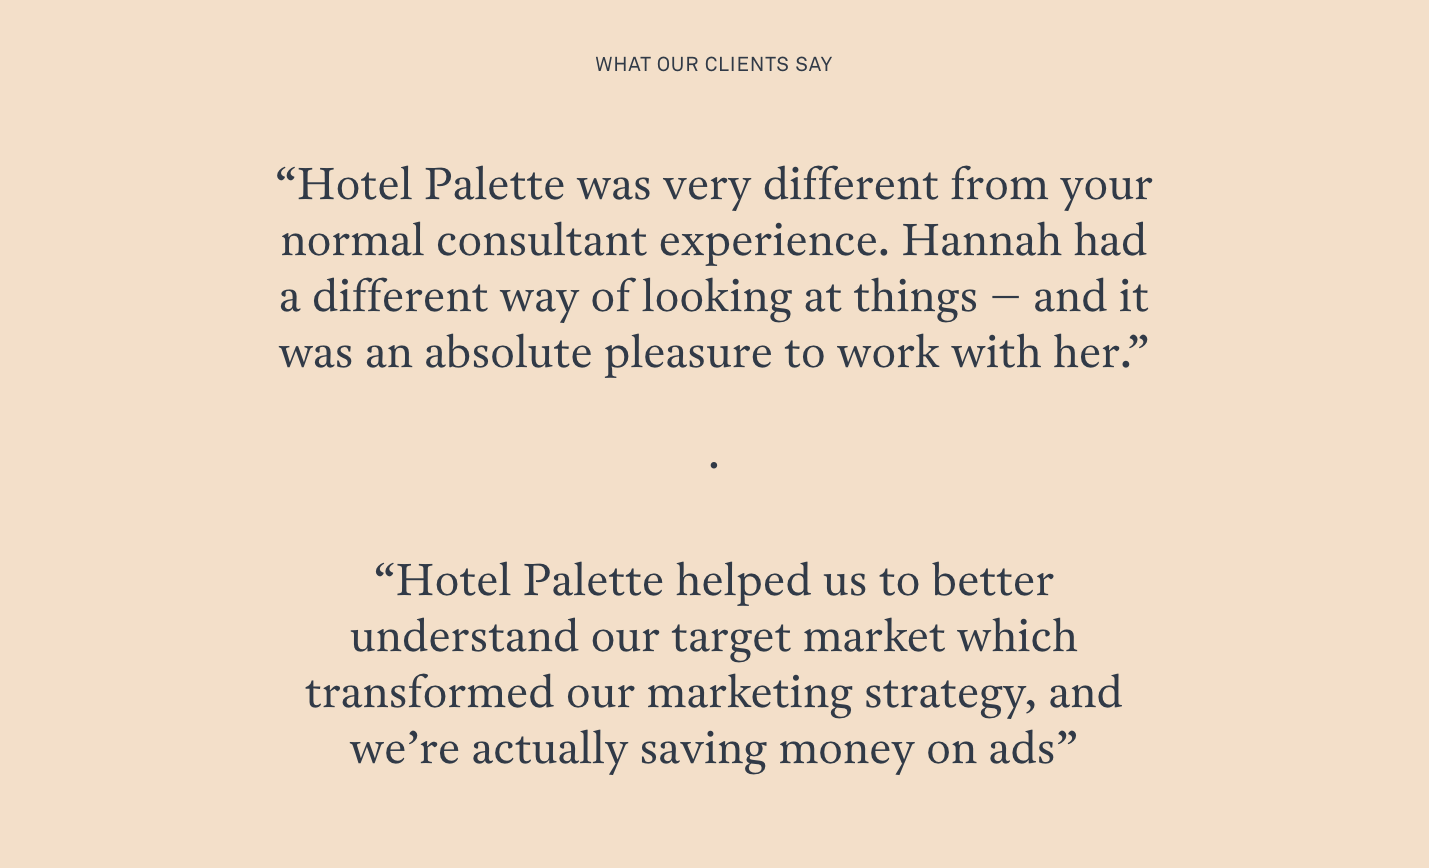 WHAT OUR CLIENTS SAY
“Hotel Palette was very different from your
normal consultant experience. Hannah had
a different way of looking at things – and it
was an absolute pleasure to work with her.”
·
“Hotel Palette helped us to better
understand our target market which
transformed our marketing strategy, and
we’re actually saving money on ads”